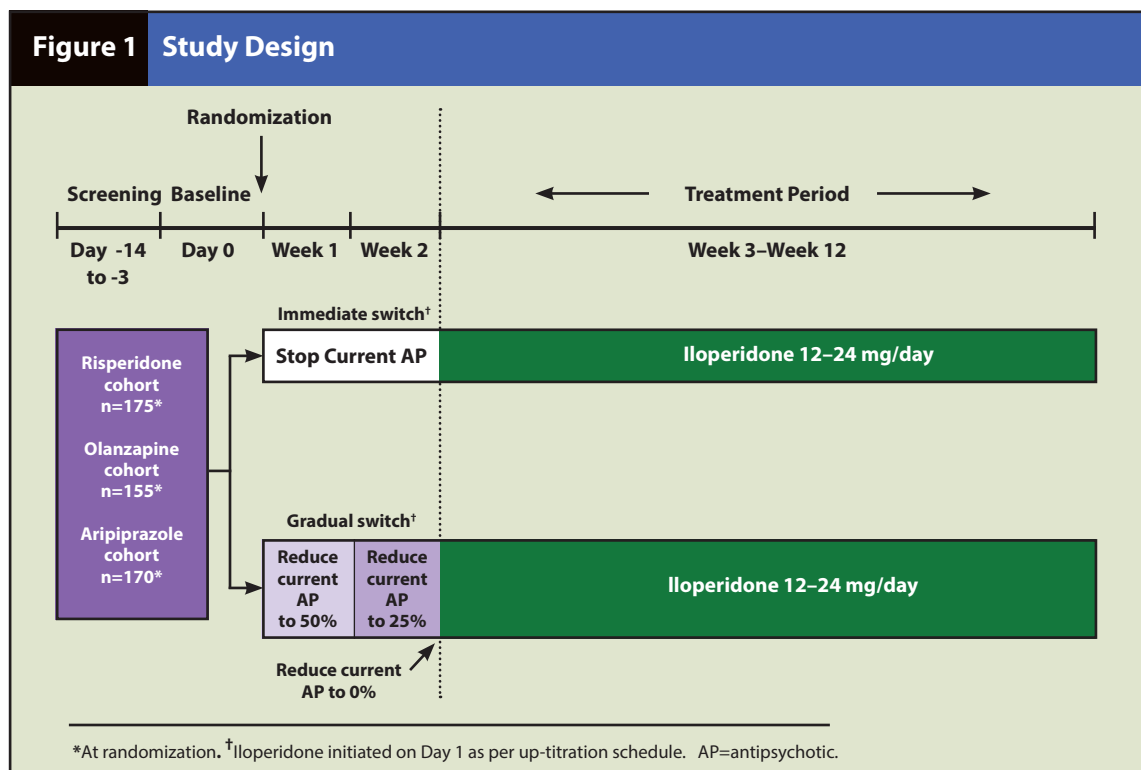 Figure 1 Study Design
Randomization
Screening Baseline
Treatment Period
Day -14
to -3
Day 0
Week 1
Week 2
Week 3–Week 12
Risperidone
cohort
n=175*
Olanzapine
cohort
n=155*
Aripiprazole
cohort
n=170*
Immediate switch†
Stop Current AP
Iloperidone 12–24 mg/day
Gradual switch†
Reduce
current
AP
to 50%
Reduce
current
AP
to 25%
Iloperidone 12–24 mg/day
Reduce current
AP to 0%
*At randomization. †Iloperidone initiated on Day 1 as per up-titration schedule. AP=antipsychotic.